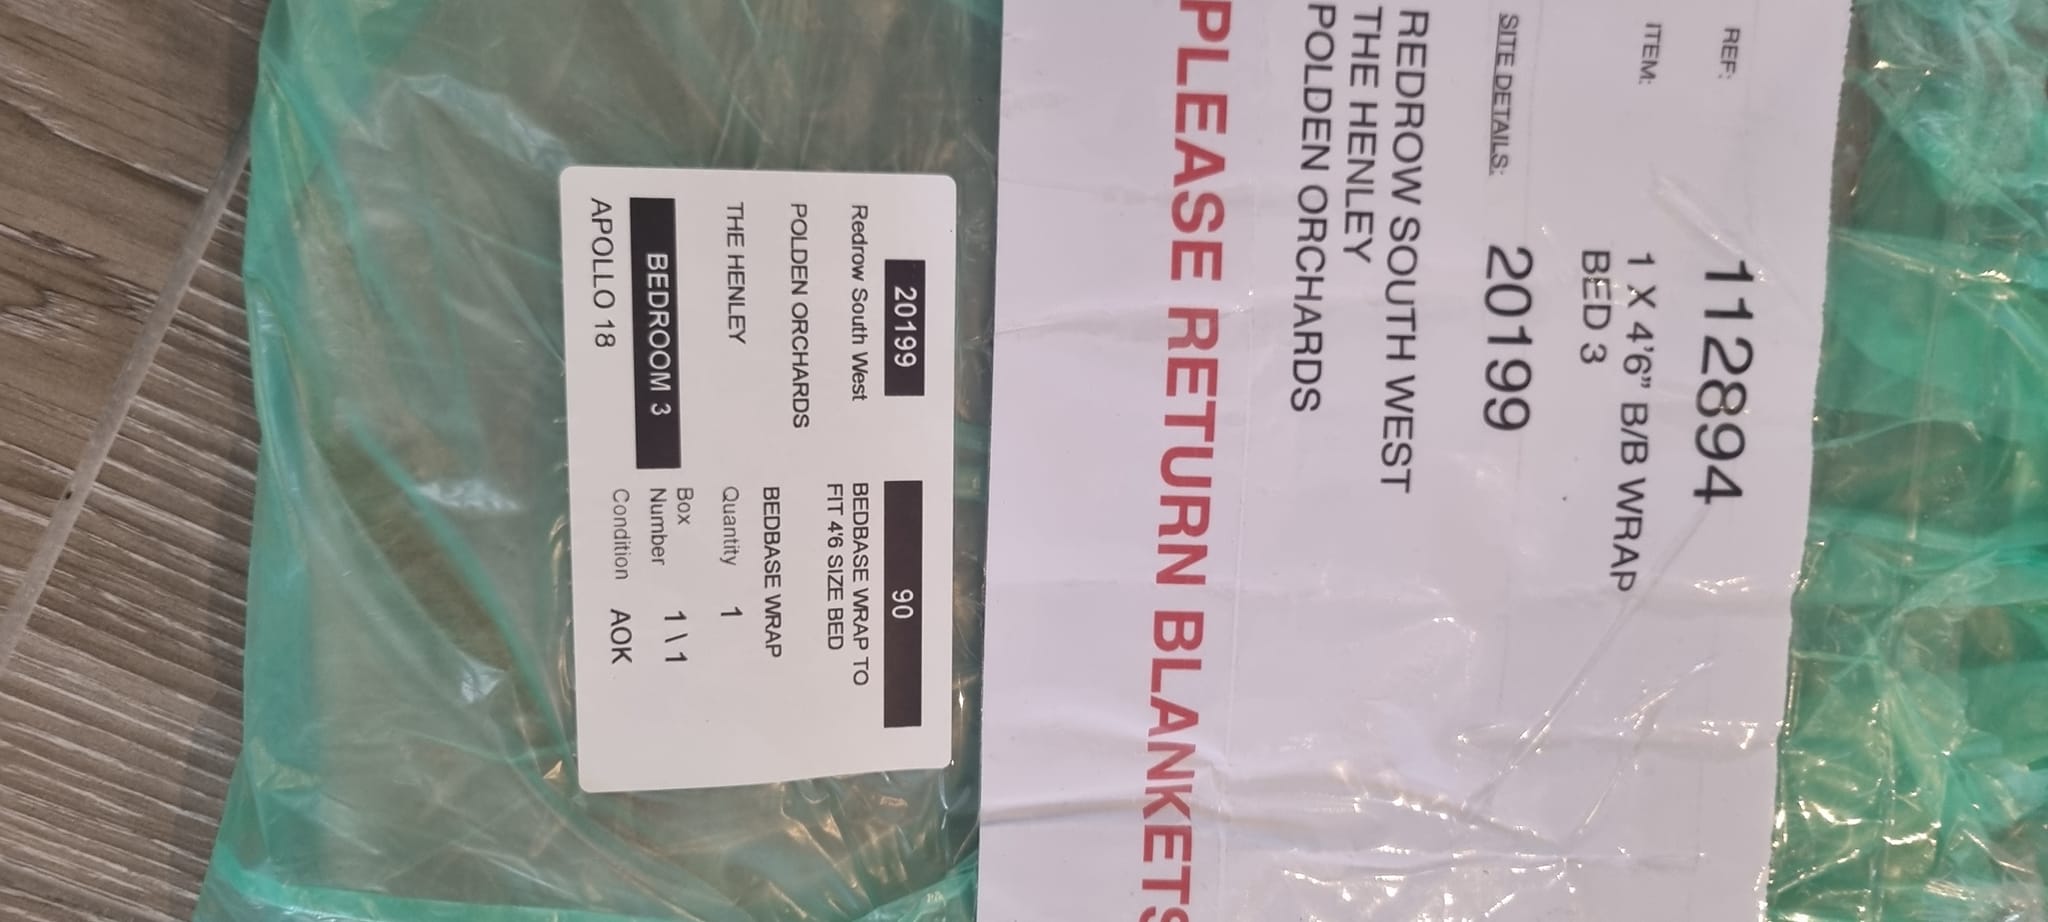 REF: 112894
ITEM: 1 X 4'6" B/B WRAP
BED 3
SITE DETAILS: 20199
REDROW SOUTH WEST
THE HENLEY
POLDEN ORCHARDS
PLEASE RETURN BLANKETS
20199
Redrow South West
POLDEN ORCHARDS
THE HENLEY
BEDROOM 3
APOLLO 18
90
BEDBASE WRAP TO
FIT 4'6 SIZE BED
BEDBASE WRAP
Quantity 1
Box
Number 1 \ 1
Condition AOK